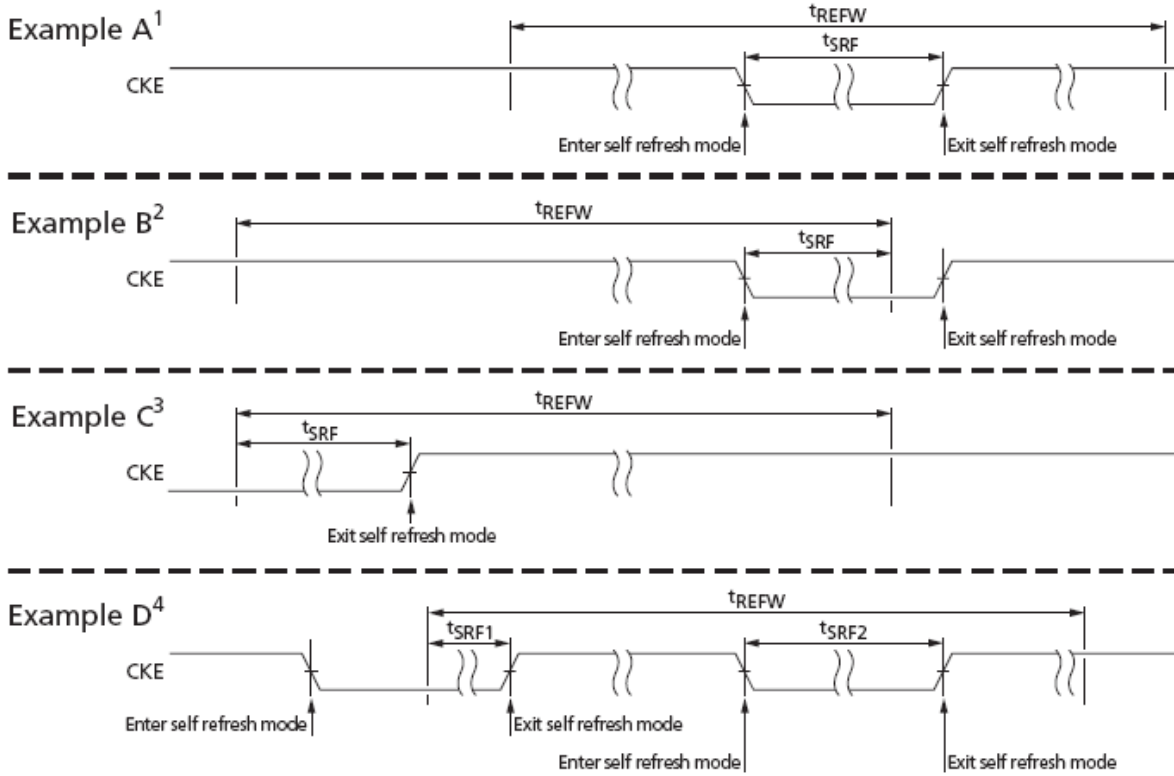 Example A¹
tREFW
tSRF
CKE
Enter self refresh mode
Exit self refresh mode
Example B²
tREFW
tSRF
CKE
Enter self refresh mode
Exit self refresh mode
Example C³
tREFW
tSRF
CKE
Exit self refresh mode
Example D⁴
tREFW
tSRF1
tSRF2
CKE
Enter self refresh mode
Exit self refresh mode
Enter self refresh mode
Exit self refresh mode